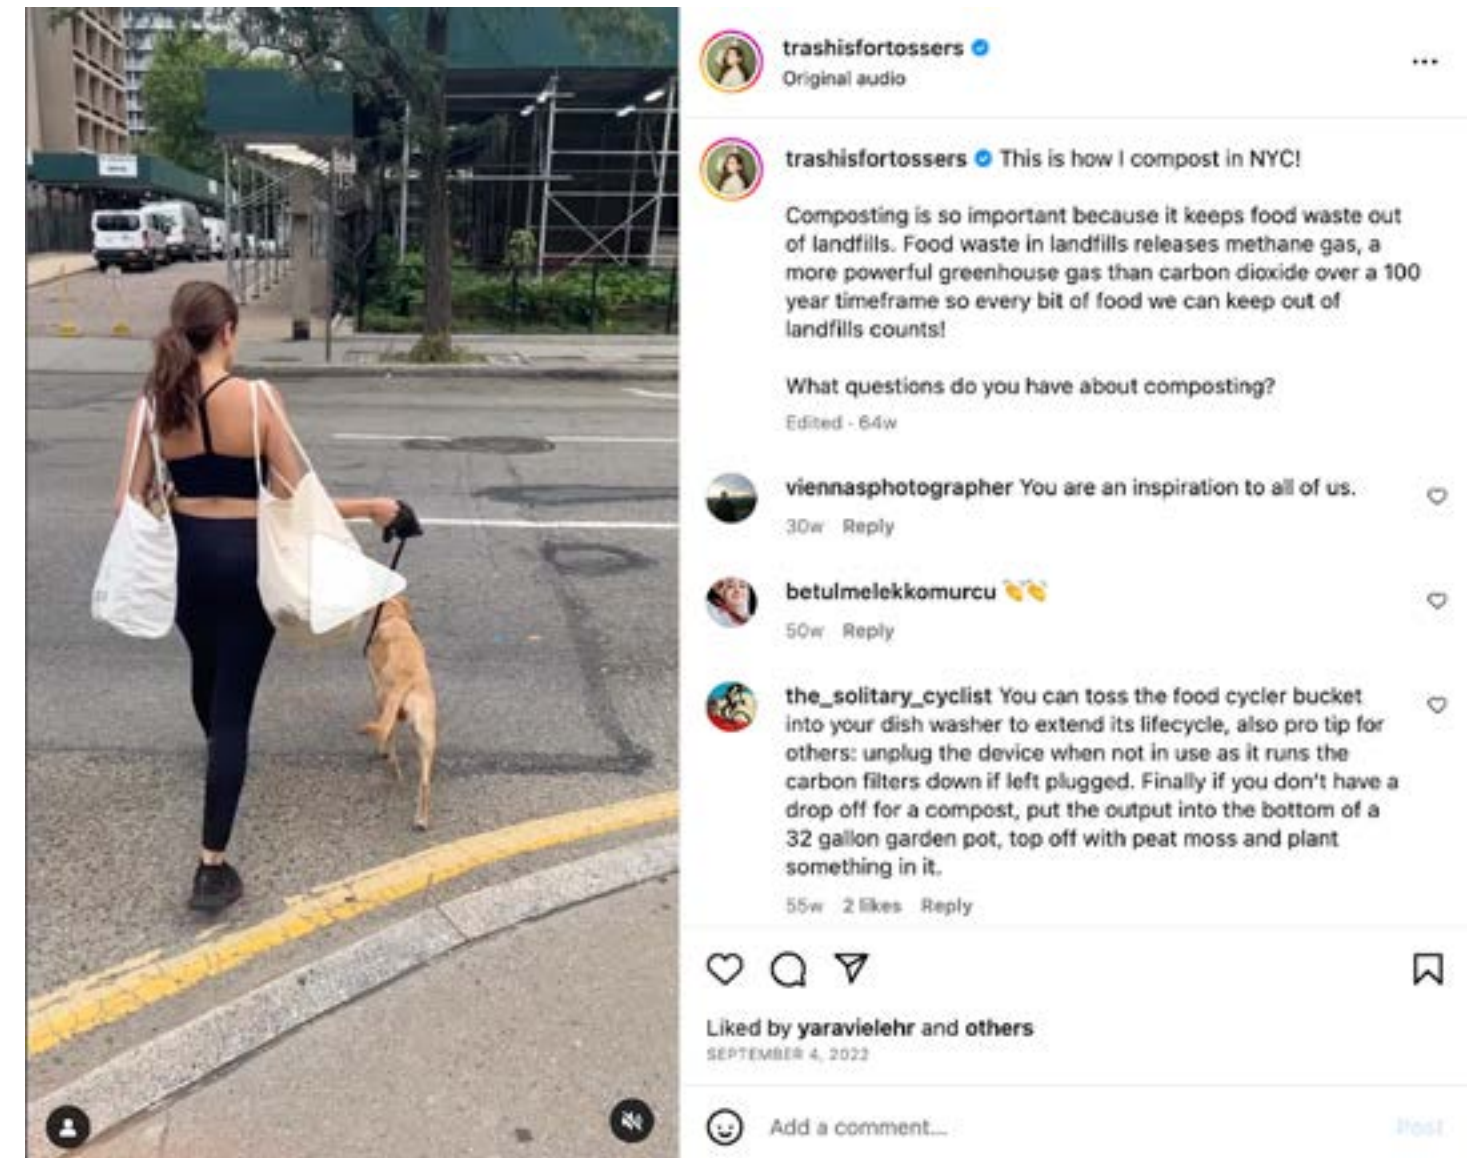 trashisfortossers
Original audio
trashisfortossers This is how I compost in NYC!
Composting is so important because it keeps food waste out
of landfills. Food waste in landfills releases methane gas, a
more powerful greenhouse gas than carbon dioxide over a 100
year timeframe so every bit of food we can keep out of
landfills counts!
What questions do you have about composting?
Edited · 64w
viennasphotographer You are an inspiration to all of us.
30w Reply
betulmelekkomurcu 👏👏
50w Reply
the_solitary_cyclist You can toss the food cycler bucket
into your dish washer to extend its lifecycle, also pro tip for
others: unplug the device when not in use as it runs the
carbon filters down if left plugged. Finally if you don't have a
drop off for a compost, put the output into the bottom of a
32 gallon garden pot, top off with peat moss and plant
something in it.
55w 2 likes Reply
Liked by yaravielehr and others
SEPTEMBER 4, 2022
Add a comment...
Post